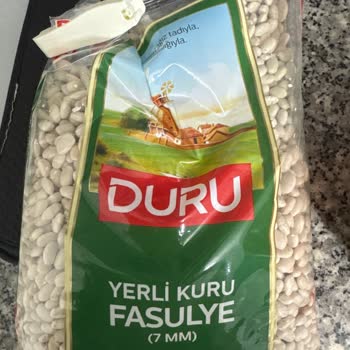 tadıyla,
DURU
YERLİ KURU
FASULYE
(7 MM)